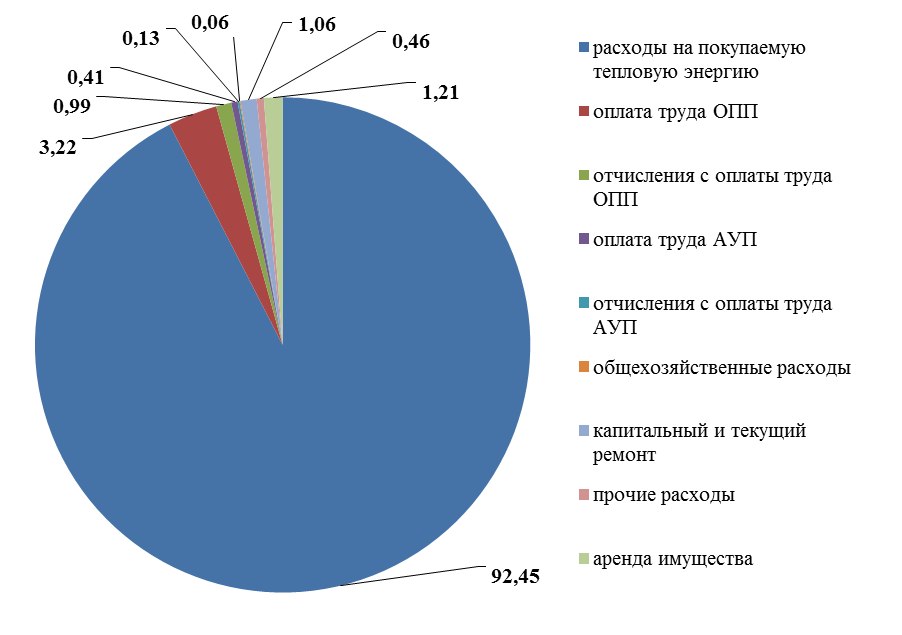 0,06
1,06
0,13
0,46
0,41
1,21
0,99
3,22
92,45
расходы на покупаемую
тепловую энергию
оплата труда ОПП
отчисления с оплаты труда
ОПП
оплата труда АУП
отчисления с оплаты труда
АУП
общехозяйственные расходы
капитальный и текущий
ремонт
прочие расходы
аренда имущества